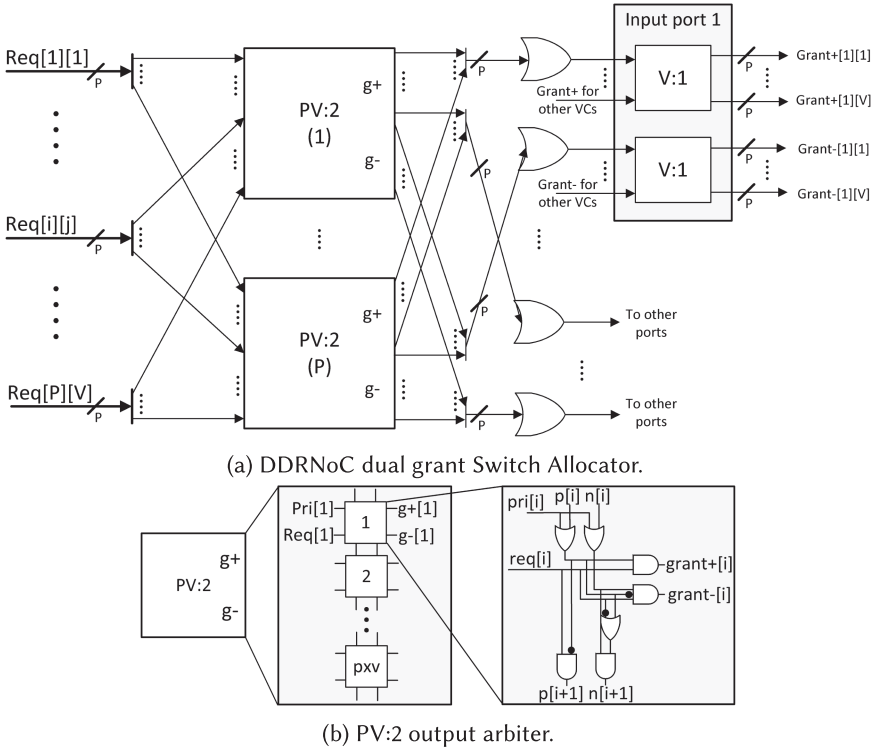 Req[1][1]
P
Req[i][j]
P
Req[P][V]
P
PV:2
(1)
g+
g-
PV:2
(P)
g+
g-
P
P
P
P
Grant+ for
other VCs
Grant- for
other VCs
Input port 1
V:1
V:1
P
P
P
P
Grant+[1][1]
Grant+[1][V]
Grant-[1][1]
Grant-[1][V]
To other
ports
To other
ports
(a) DDRNoC dual grant Switch Allocator.
PV:2
g+
g-
Pri[1]
Req[1]
1
g+[1]
g-[1]
2
pxv
pri[i]
p[i] n[i]
req[i]
grant+[i]
grant-[i]
p[i+1] n[i+1]
(b) PV:2 output arbiter.